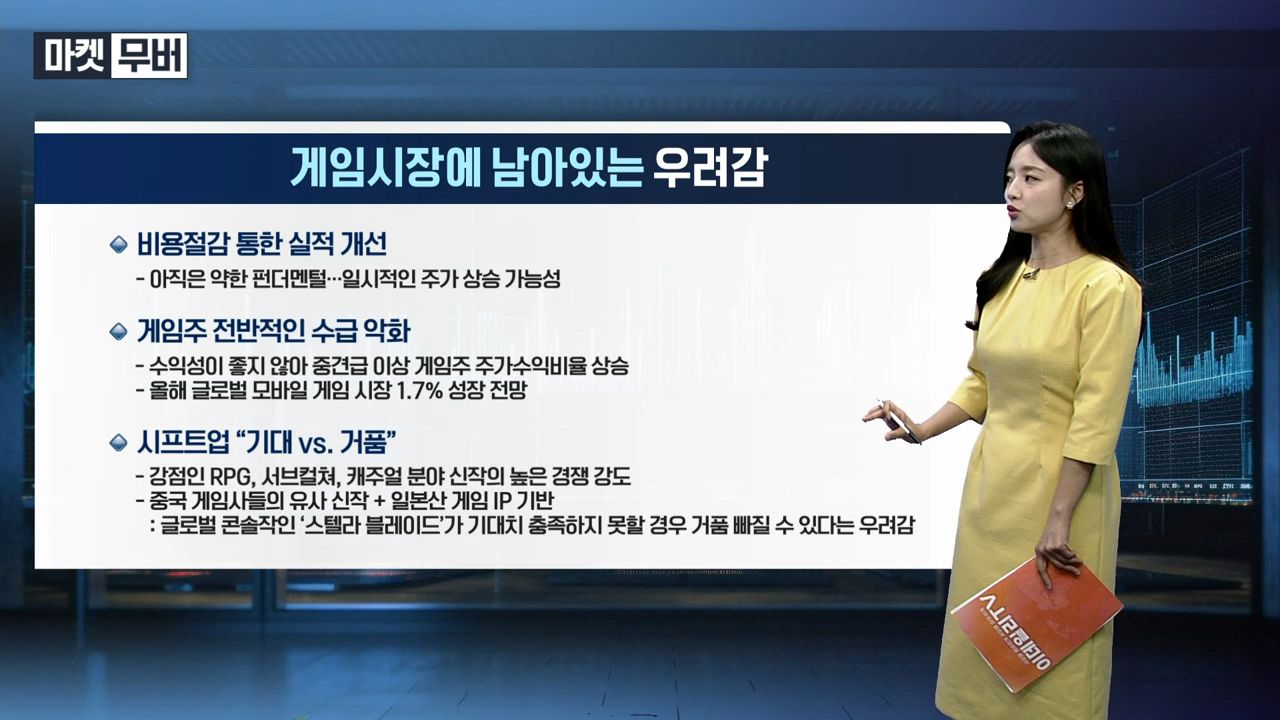 마켓무버
게임시장에 남아있는 우려감
비용절감 통한 실적 개선
- 아직은 약한 펀더멘털…일시적인 주가 상승 가능성
게임주 전반적인 수급 악화
- 수익성이 좋지 않아 중견급 이상 게임주 주가수익비율 상승
- 올해 글로벌 모바일 게임 시장 1.7% 성장 전망
시프트업 “기대 vs. 거품”
- 강점인 RPG, 서브컬쳐, 캐주얼 분야 신작의 높은 경쟁 강도
- 중국 게임사들의 유사 신작 + 일본산 게임 IP 기반
: 글로벌 콘솔작인 ‘스텔라 블레이드’가 기대치 충족하지 못할 경우 거품 빠질 수 있다는 우려감